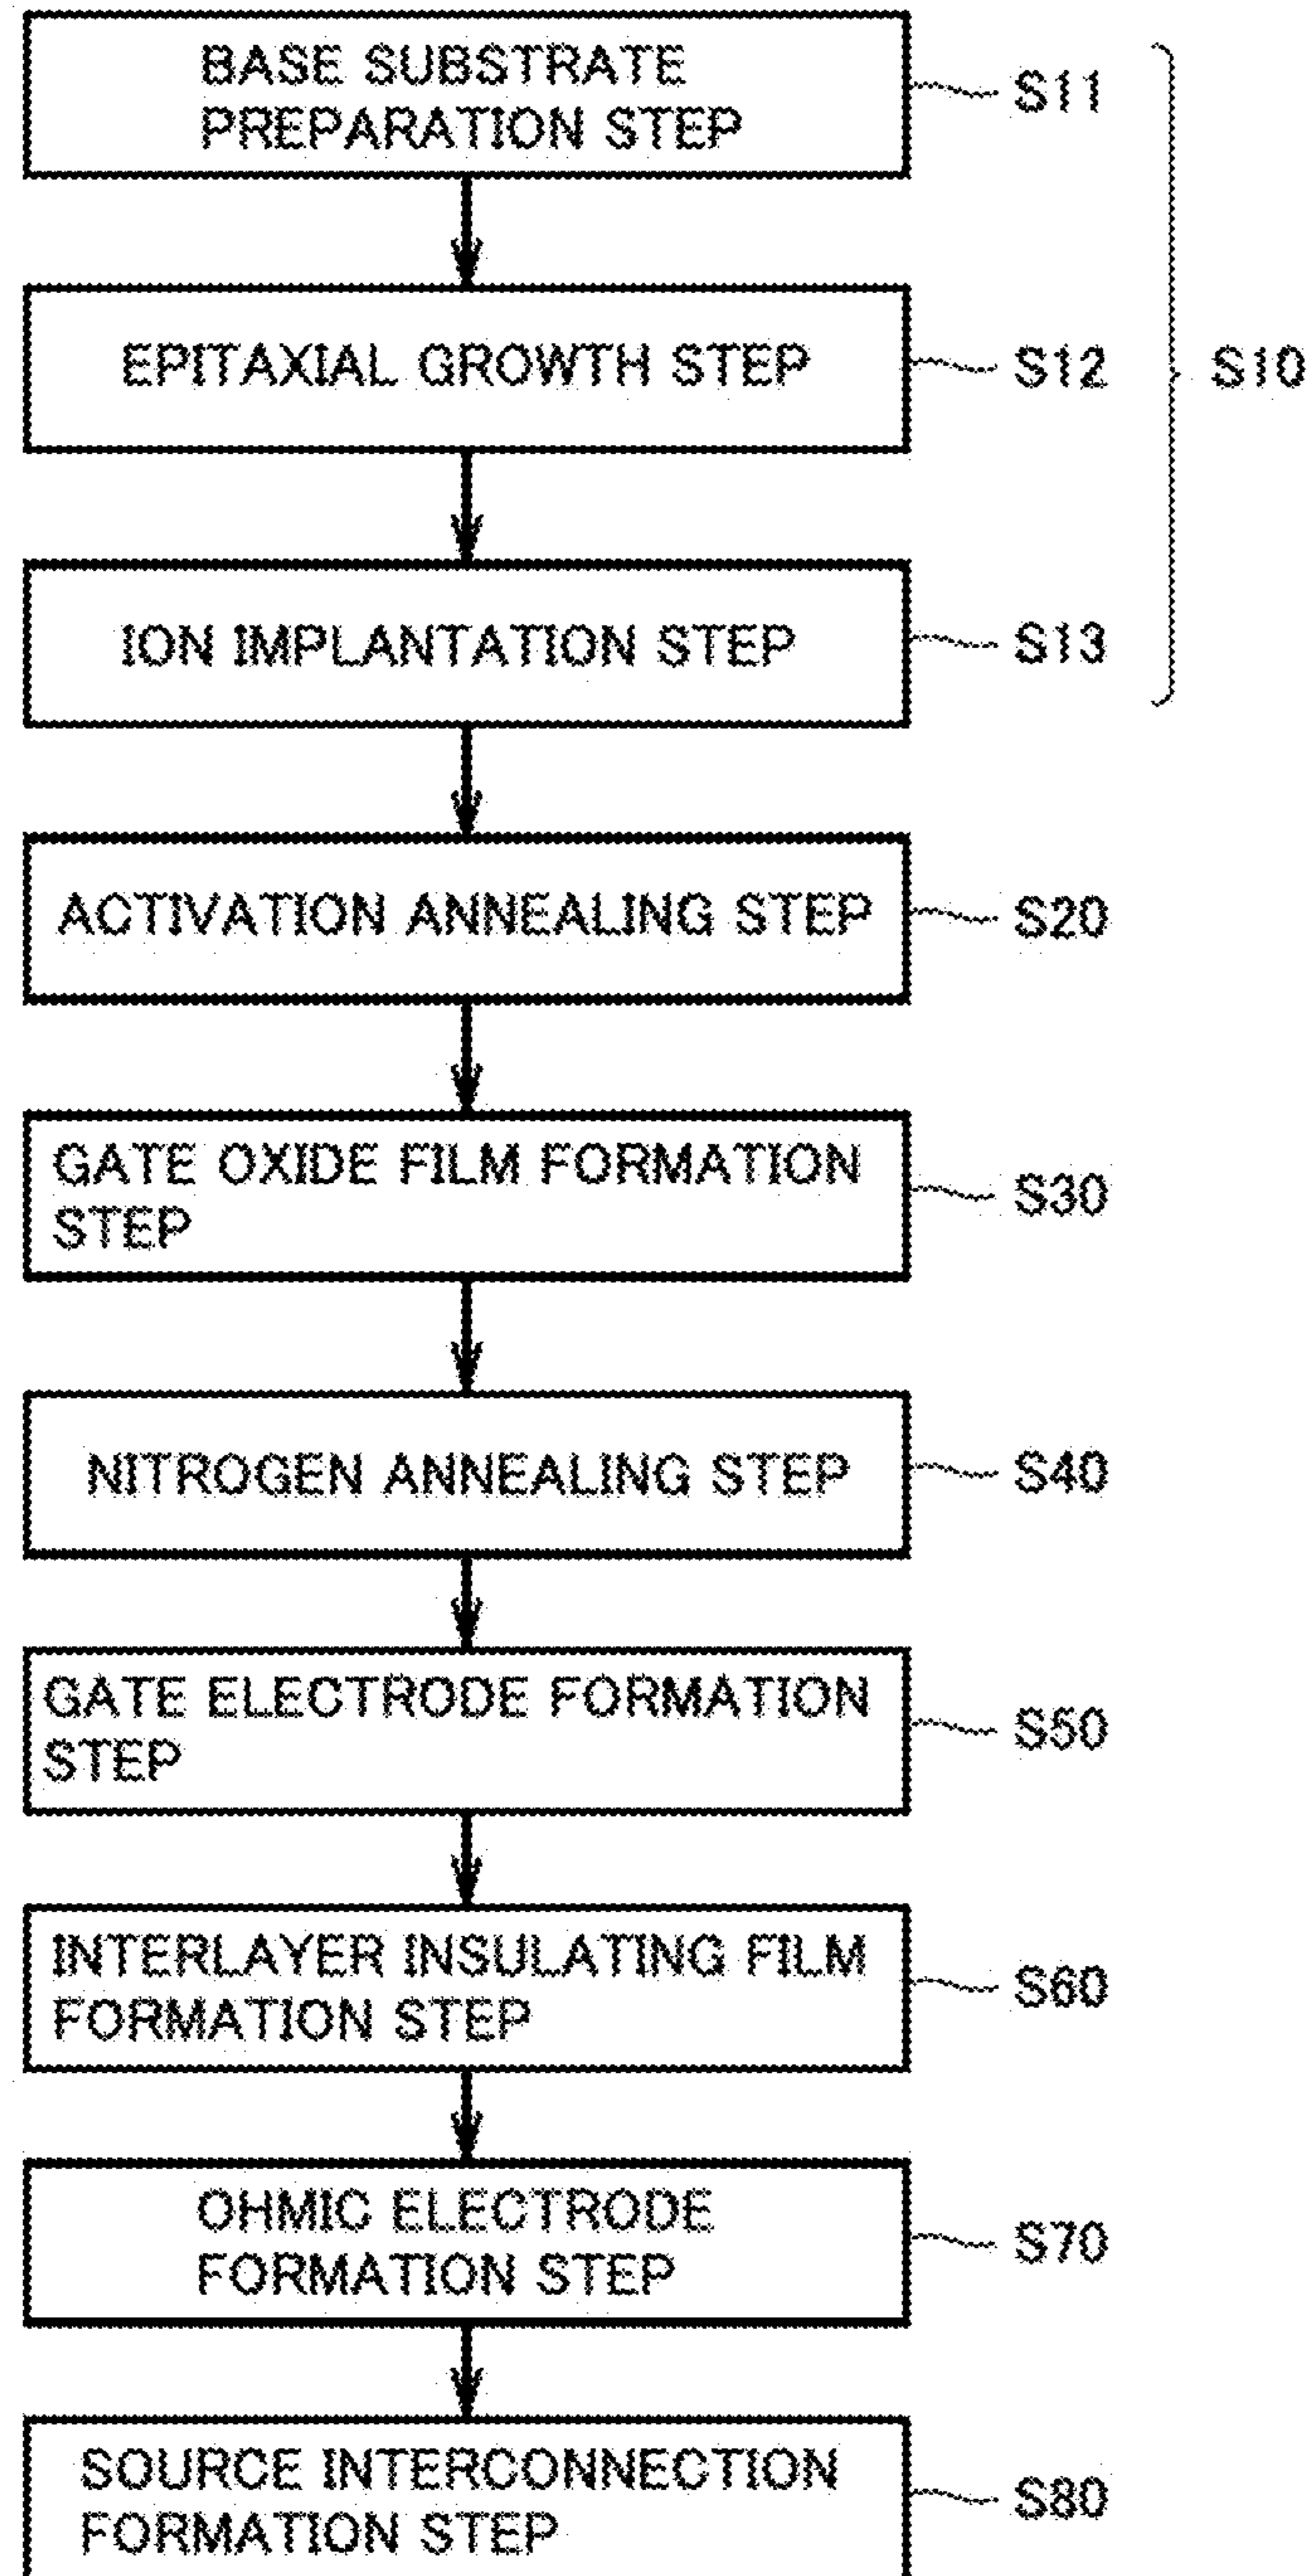 BASE SUBSTRATE
PREPARATION STEP
S11
EPITAXIAL GROWTH STEP
S12
S10
ION IMPLANTATION STEP
S13
ACTIVATION ANNEALING STEP
S20
GATE OXIDE FILM FORMATION
STEP
S30
NITROGEN ANNEALING STEP
S40
GATE ELECTRODE FORMATION
STEP
S50
INTERLAYER INSULATING FILM
FORMATION STEP
S60
OHMIC ELECTRODE
FORMATION STEP
S70
SOURCE INTERCONNECTION
FORMATION STEP
S80